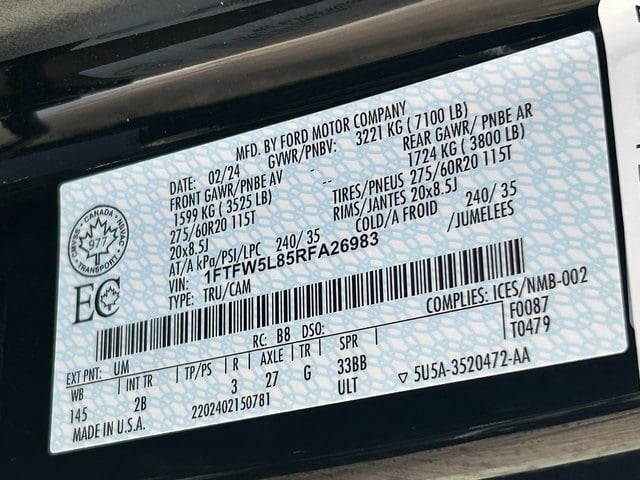 MFD. BY FORD MOTOR COMPANY
DATE: 02/24 GVWR/PNBV: 3221 KG ( 7100 LB)
FRONT GAWR/PNBE AV -- REAR GAWR/ PNBE AR
1599 KG ( 3525 LB) -- 1724 KG ( 3800 LB)
275/60R20 115T TIRES/PNEUS 275/60R20 115T
20x8.5J RIMS/JANTES 20x8.5J
AT/A kPa/PSI/LPC 240/ 35 COLD/A FROID 240/ 35
VIN: 1FTFW5L85RFA26983 /JUMELEES
TYPE: TRU/CAM
CANADA
977
TRANSPORT
EC
COMPLIES: ICES/NMB-002
RC: B8 DSO: F0087
EXT PNT: UM T0479
WB INT TR TP/PS R AXLE TR SPR
145 2B 3 27 G 33BB
ULT
MADE IN U.S.A. 2202402150781 ▽ 5U5A-3520472-AA